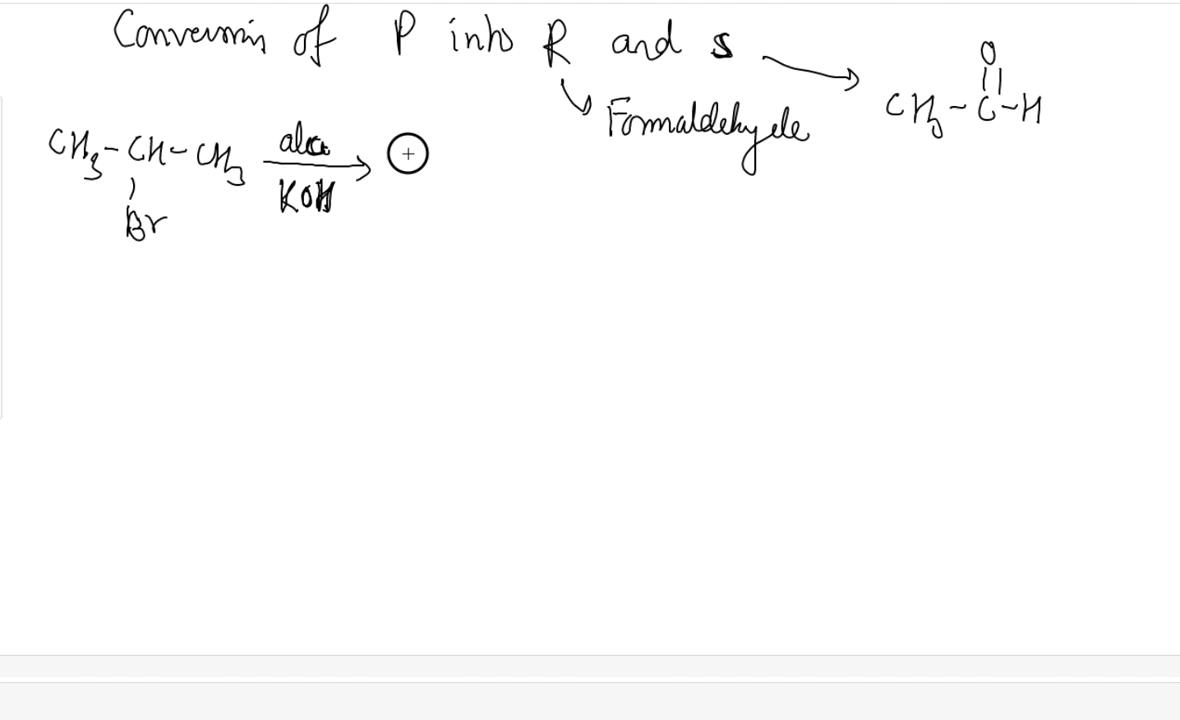 Conversion of P into R and S
Formaldehyde
O
||
CH3-C-H
CH3-CH-CH3 alc KOH
Br